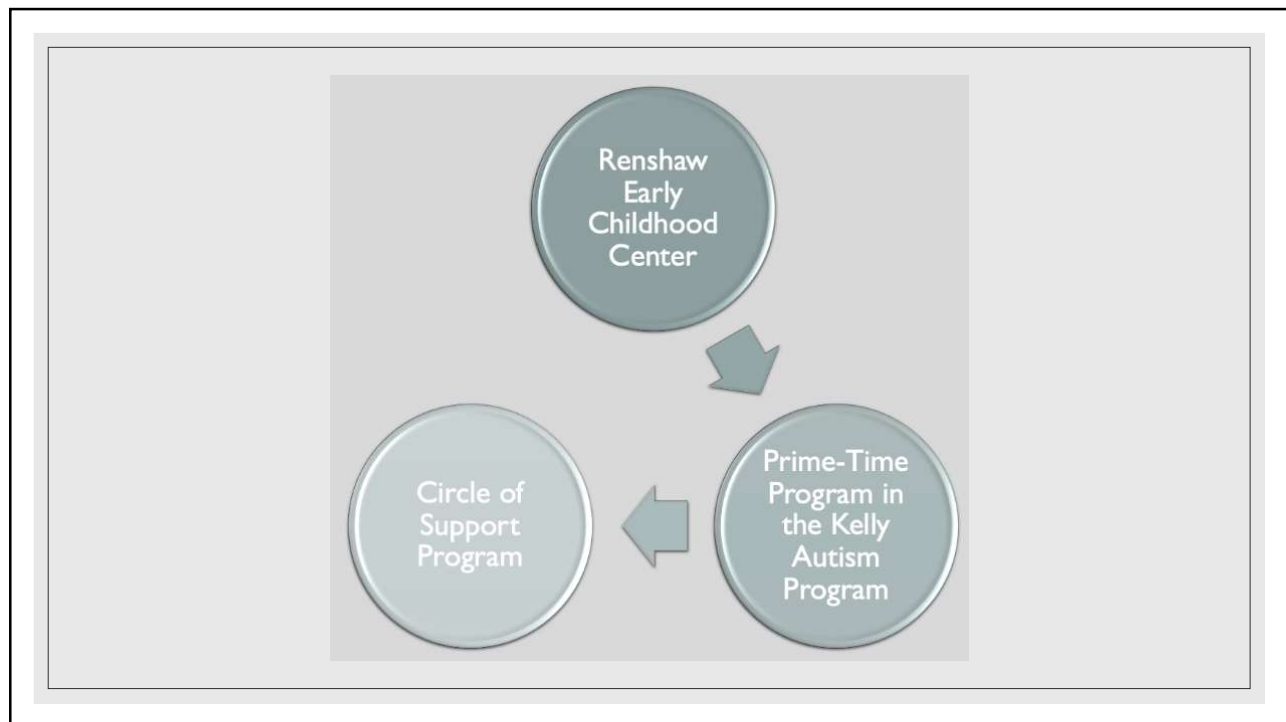 Renshaw
Early
Childhood
Center
Prime-Time
Program in
the Kelly
Autism
Program
Circle of
Support
Program